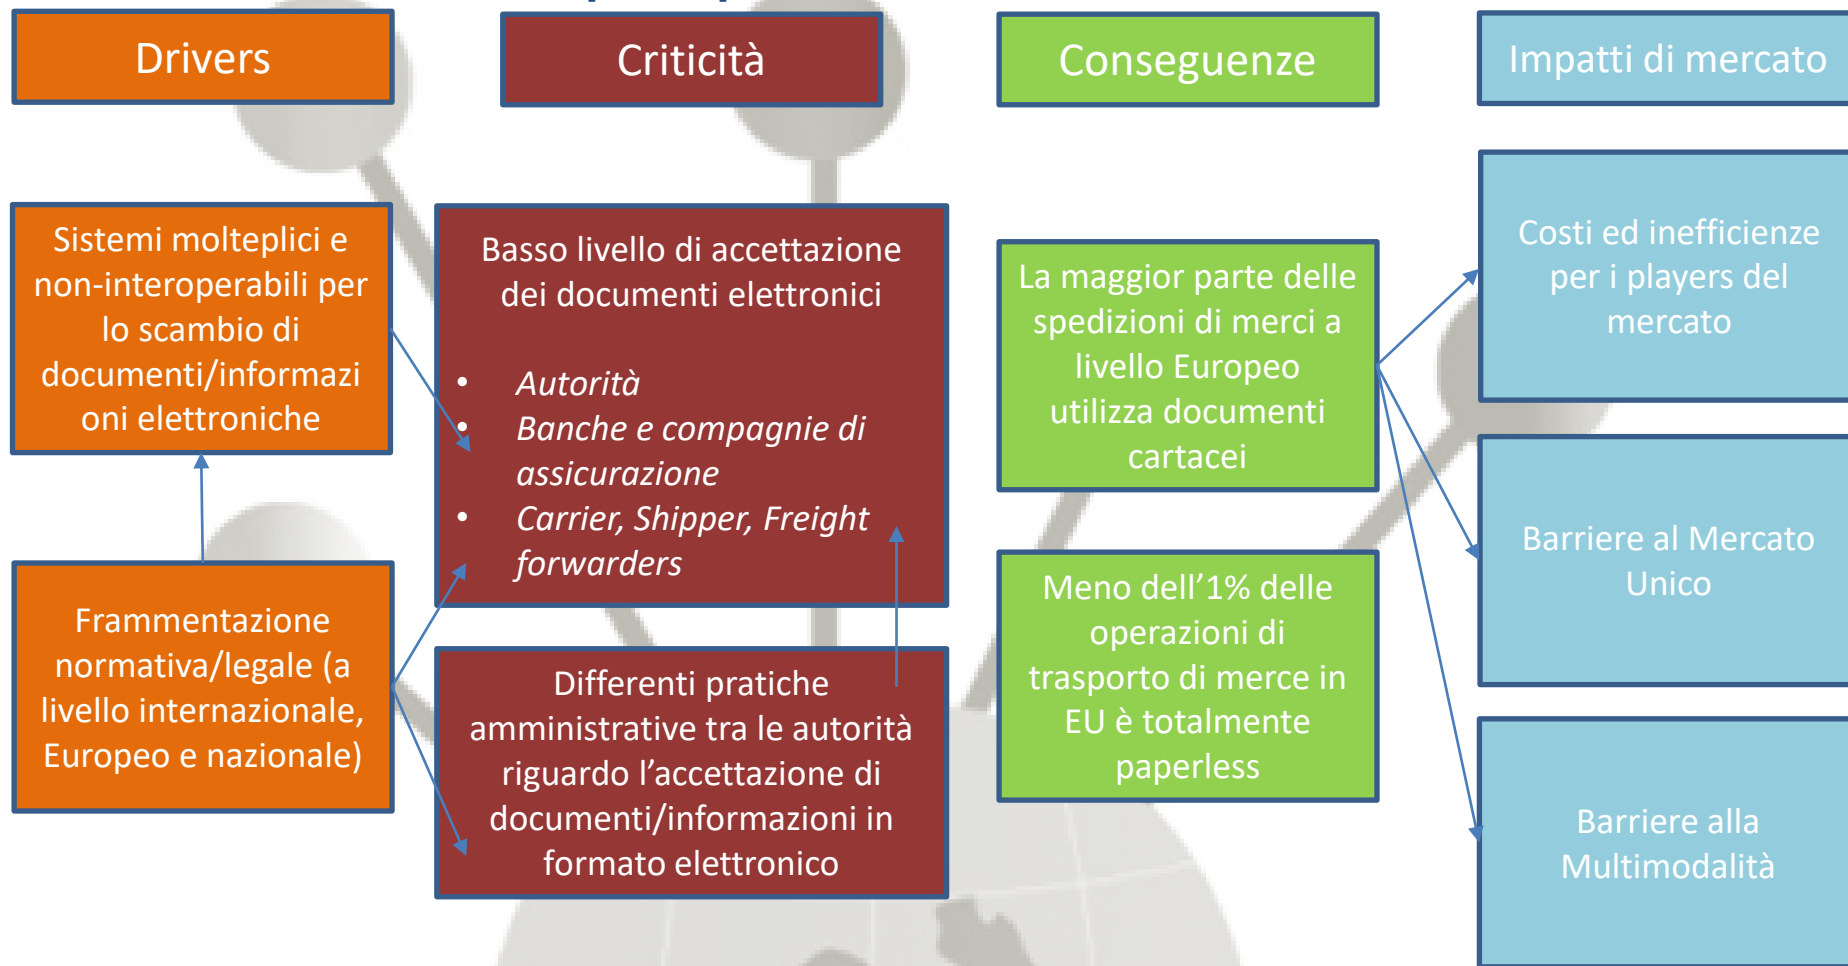 Drivers
Criticità
Conseguenze
Impatti di mercato
Sistemi molteplici e
non-interoperabili per
lo scambio di
documenti/informazi
oni elettroniche
Frammentazione
normativa/legale (a
livello internazionale,
Europeo e nazionale)
Basso livello di accettazione
dei documenti elettronici
• Autorità
• Banche e compagnie di
assicurazione
• Carrier, Shipper, Freight
forwarders
Differenti pratiche
amministrative tra le autorità
riguardo l’accettazione di
documenti/informazioni in
formato elettronico
La maggior parte delle
spedizioni di merci a
livello Europeo
utilizza documenti
cartacei
Meno dell’1% delle
operazioni di
trasporto di merce in
EU è totalmente
paperless
Costi ed inefficienze
per i players del
mercato
Barriere al Mercato
Unico
Barriere alla
Multimodalità